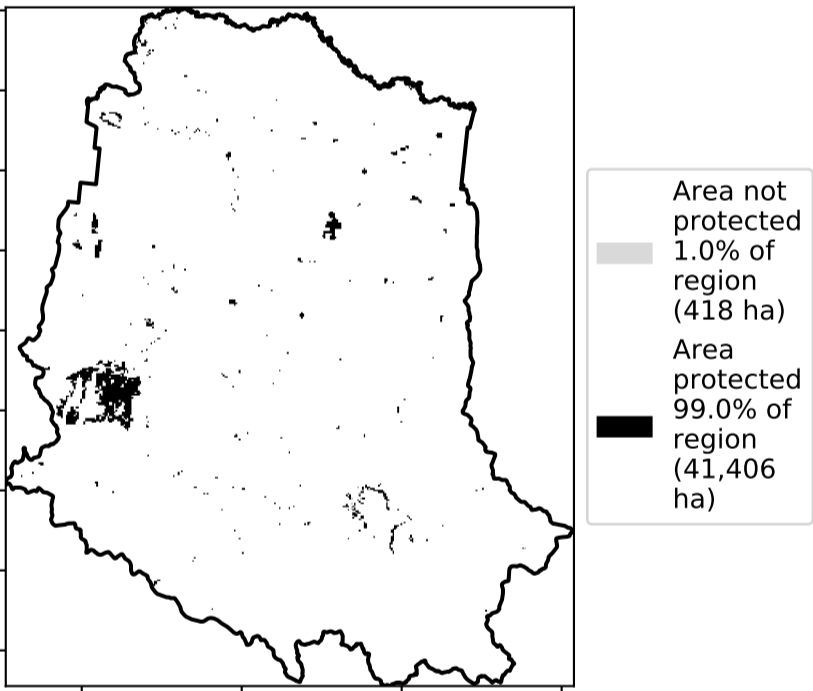 Area not
protected
1.0% of
region
(418 ha)
Area
protected
99.0% of
region
(41,406
ha)